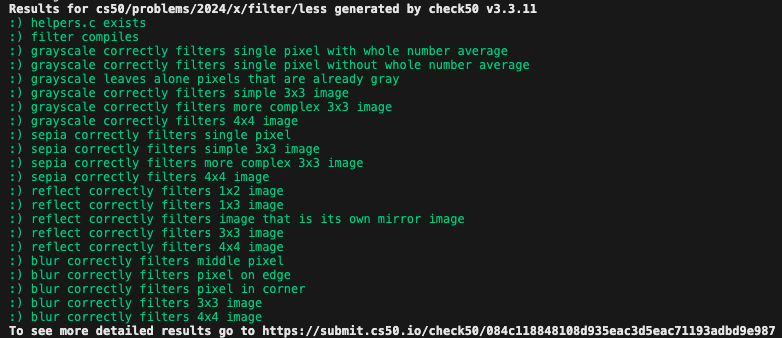 Results for cs50/problems/2024/x/filter/less generated by check50 v3.3.11
:) helpers.c exists
:) filter compiles
:) grayscale correctly filters single pixel with whole number average
:) grayscale correctly filters single pixel without whole number average
:) grayscale leaves alone pixels that are already gray
:) grayscale correctly filters simple 3x3 image
:) grayscale correctly filters more complex 3x3 image
:) grayscale correctly filters 4x4 image
:) sepia correctly filters single pixel
:) sepia correctly filters simple 3x3 image
:) sepia correctly filters more complex 3x3 image
:) sepia correctly filters 4x4 image
:) reflect correctly filters 1x2 image
:) reflect correctly filters 1x3 image
:) reflect correctly filters image that is its own mirror image
:) reflect correctly filters 3x3 image
:) reflect correctly filters 4x4 image
:) blur correctly filters middle pixel
:) blur correctly filters pixel on edge
:) blur correctly filters pixel in corner
:) blur correctly filters 3x3 image
:) blur correctly filters 4x4 image
To see more detailed results go to https://submit.cs50.io/check50/084c118848108d935eac3d5eac71193adbd9e987